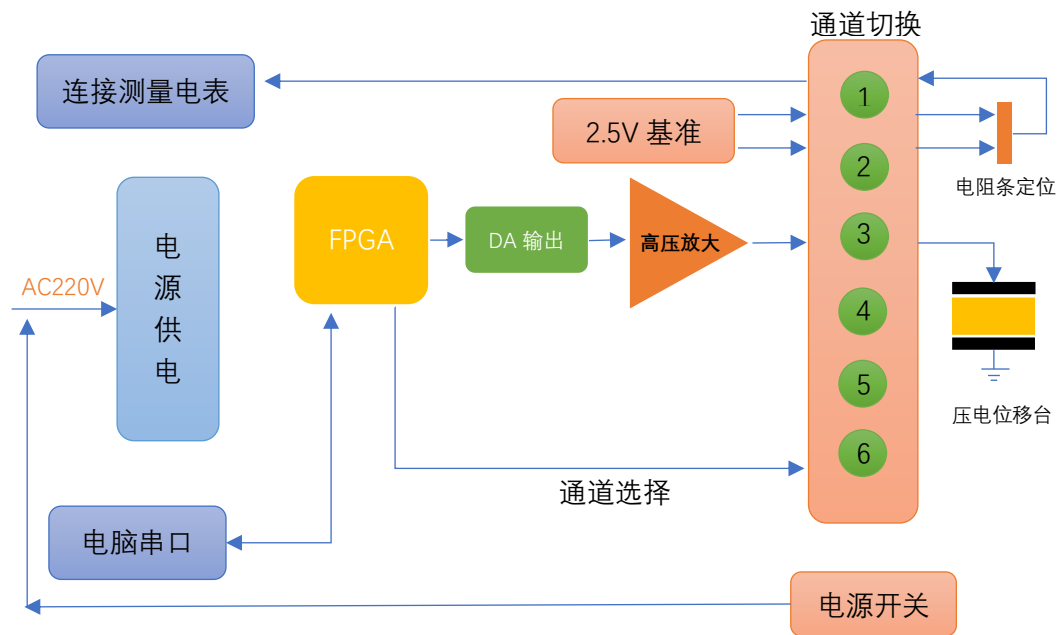 通道切换
连接测量电表
1
2.5V 基准
2
电阻条定位
FPGA
DA 输出
高压放大
3
电
源
供
电
AC220V
4
5
压电位移台
6
通道选择
电脑串口
电源开关